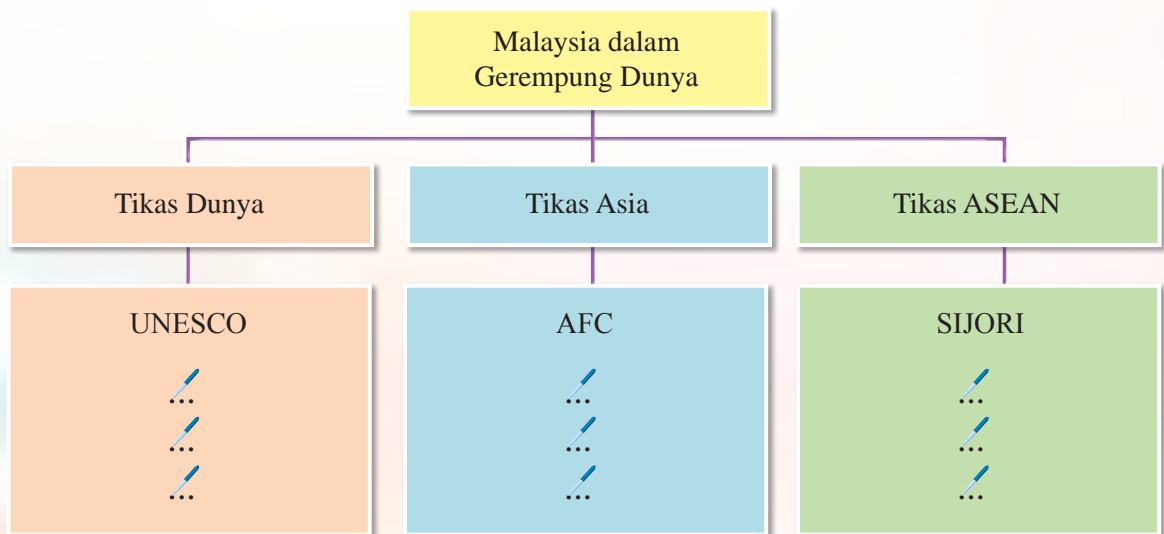 Malaysia dalam
Gerempung Dunya
Tikas Dunya
Tikas Asia
Tikas ASEAN
UNESCO
...
...
...
AFC
...
...
...
SIJORI
...
...
...